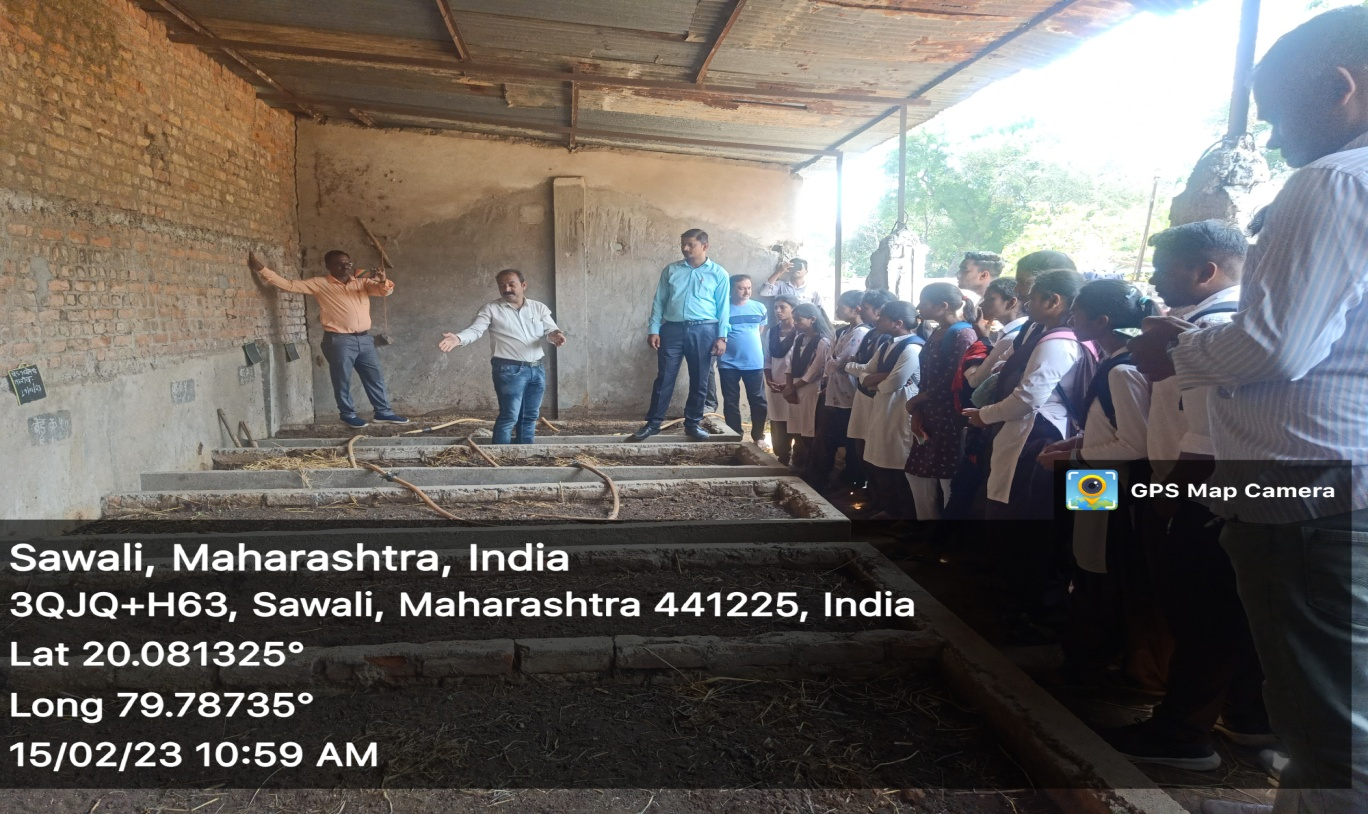 GPS Map Camera
Sawali, Maharashtra, India
3QJQ+H63, Sawali, Maharashtra 441225, India
Lat 20.081325°
Long 79.78735°
15/02/23 10:59 AM